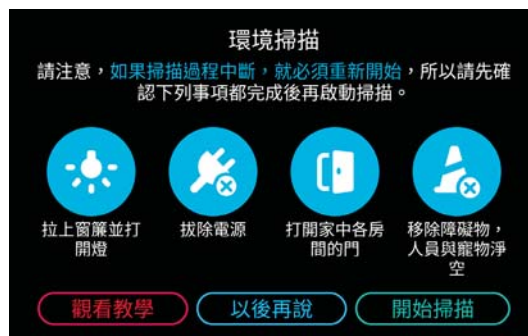 環境掃描
請注意，如果掃描過程中斷，就必須重新開始，所以請先確
認下列事項都完成後再啟動掃描。
拉上窗簾並打
開燈
拔除電源
打開家中各房
間的門
移除障礙物，
人員與寵物淨
空
觀看教學
以後再說
開始掃描